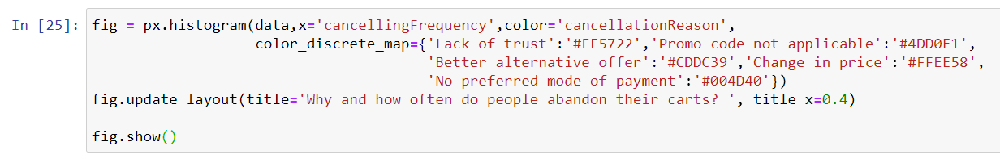 In [25]: fig = px.histogram(data,x='cancellingFrequency',color='cancellationReason',
color_discrete_map={'Lack of trust':'#FF5722','Promo code not applicable':'#4DD0E1',
'Better alternative offer':'#CDDC39','Change in price':'#FFEE58',
'No preferred mode of payment':'#004D40'})
fig.update_layout(title='Why and how often do people abandon their carts? ', title_x=0.4)
fig.show()